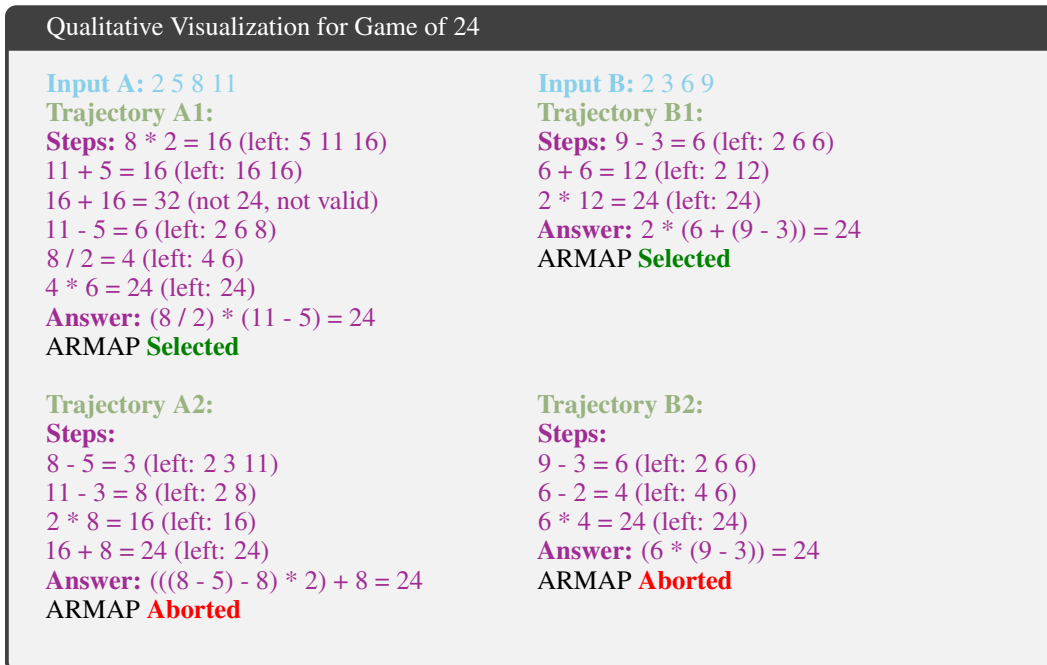 Qualitative Visualization for Game of 24
Input A: 2 5 8 11
Trajectory A1:
Steps: 8 * 2 = 16 (left: 5 11 16)
11 + 5 = 16 (left: 16 16)
16 + 16 = 32 (not 24, not valid)
11 - 5 = 6 (left: 2 6 8)
8 / 2 = 4 (left: 4 6)
4 * 6 = 24 (left: 24)
Answer: (8 / 2) * (11 - 5) = 24
ARMAP Selected
Trajectory A2:
Steps:
8 - 5 = 3 (left: 2 3 11)
11 - 3 = 8 (left: 2 8)
2 * 8 = 16 (left: 16)
16 + 8 = 24 (left: 24)
Answer: (((8 - 5) - 8) * 2) + 8 = 24
ARMAP Aborted
Input B: 2 3 6 9
Trajectory B1:
Steps: 9 - 3 = 6 (left: 2 6 6)
6 + 6 = 12 (left: 2 12)
2 * 12 = 24 (left: 24)
Answer: 2 * (6 + (9 - 3)) = 24
ARMAP Selected
Trajectory B2:
Steps:
9 - 3 = 6 (left: 2 6 6)
6 - 2 = 4 (left: 4 6)
6 * 4 = 24 (left: 24)
Answer: (6 * (9 - 3)) = 24
ARMAP Aborted